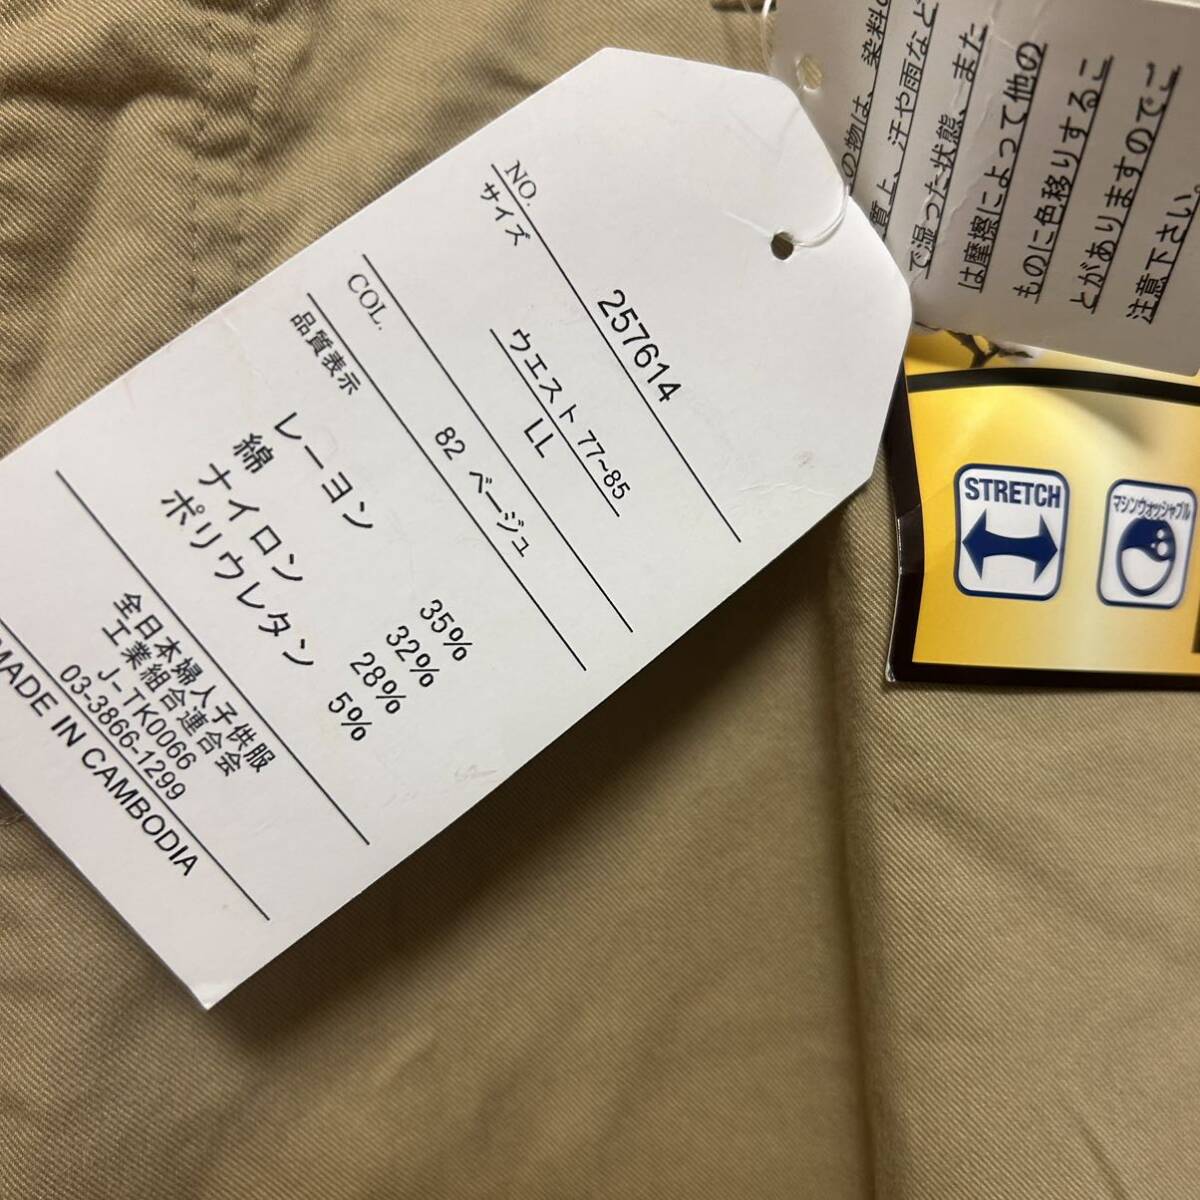 NO.
257614
サイズ
ウエスト 77~85
LL
COL.
82 ベージュ
品質表示
レーヨン 35%
綿 32%
ナイロン 28%
ポリウレタン 5%
全日本婦人子供服
工業組合連合会
J-TK0066
03-3866-1299
MADE IN CAMBODIA
の物は、染料の
質上、汗や雨など
で湿った状態、また
は摩擦によって他の
ものに色移りするこ
とがありますのでご
注意下さい。
STRETCH
マシンウォッシャブル